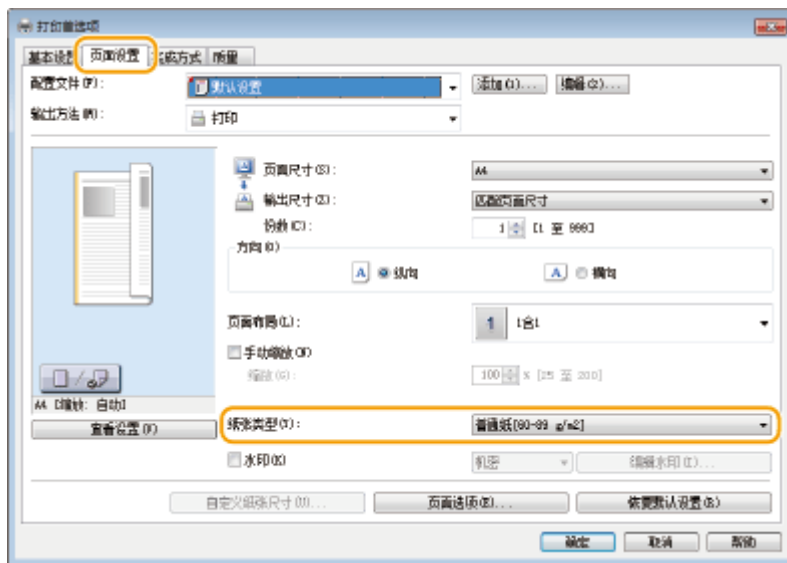 打印首选项
基本设置 页面设置 完成方式 质量
配置文件(F): 默认设置 添加(1)... 编辑(2)...
输出方法(M): 打印
页面尺寸(S): A4
输出尺寸(Z): 匹配页面尺寸
份数(C): 1 [1 至 999]
方向(O)
A 纵向 A 横向
页面布局(L): 1 1合1
手动缩放(N)
缩放(G): 100 % [25 至 200]
A4 [缩放: 自动]
查看设置(V)
纸张类型(T): 普通纸[60-89 g/m2]
水印(K) 机密 编辑水印(I)...
自定义纸张尺寸(U)... 页面选项(E)... 恢复默认设置(R)
确定 取消 帮助